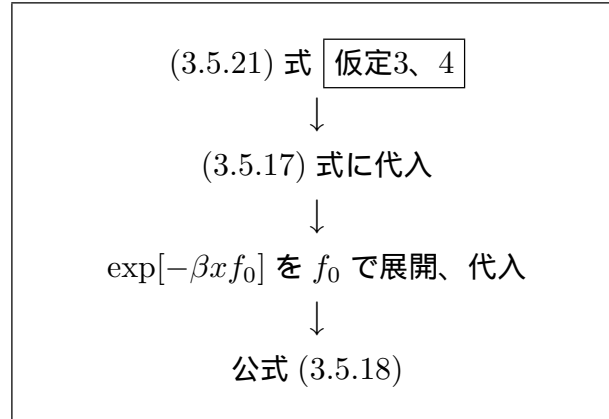 (3.5.21) 式 仮定3、4
↓
(3.5.17) 式に代入
↓
exp[−βxf₀] を f₀ で展開、代入
↓
公式 (3.5.18)